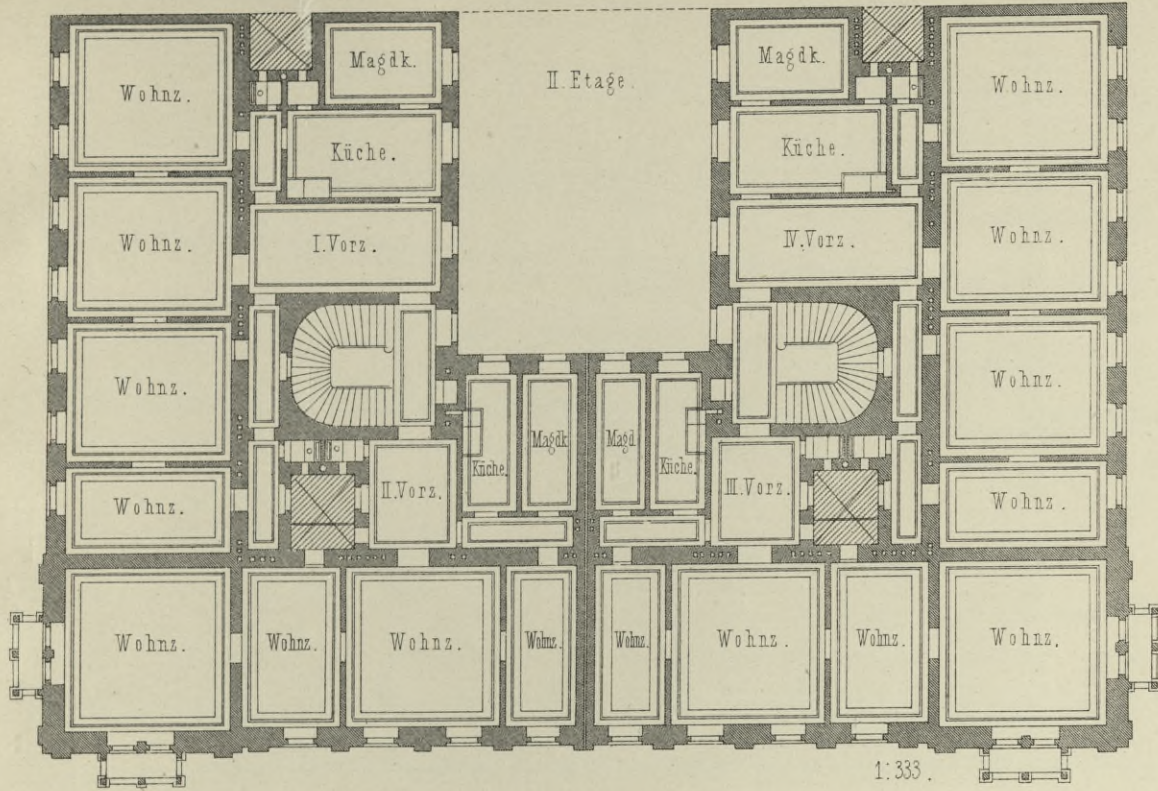 Magdk.
II. Etage.
Magdk.
Wohnz.
Wohnz.
Küche.
Küche.
I. Vorz.
IV. Vorz.
Wohnz.
Wohnz.
Wohnz.
Wohnz.
Magdk
Magd
Küche.
Küche.
II. Vorz.
III. Vorz.
Wohnz.
Wohnz.
Wohnz.
Wohnz.
Wohnz.
Wohnz.
Wohnz.
Wohnz.
Wohnz.
Wohnz.
1:333.